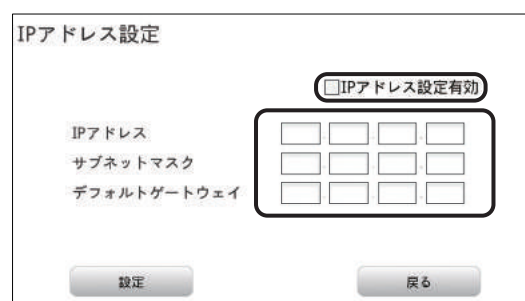 IPアドレス設定
□IPアドレス設定有効
IPアドレス
サブネットマスク
デフォルトゲートウェイ
設定
戻る